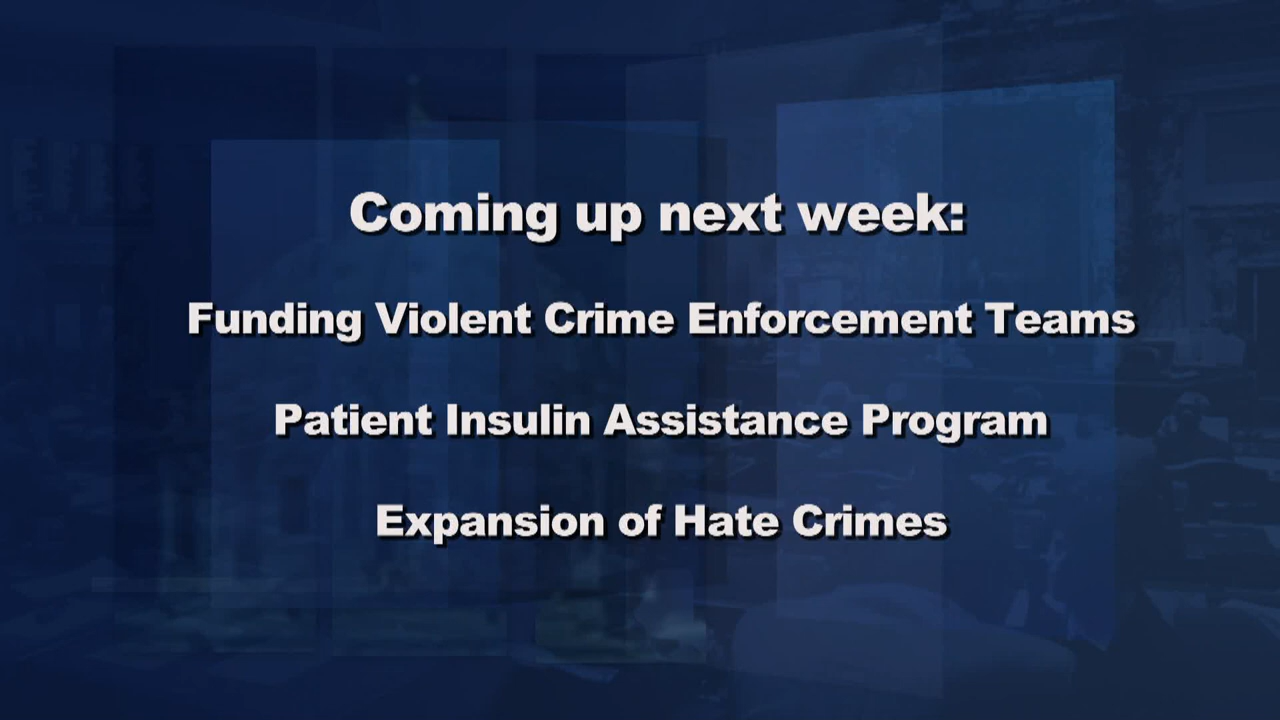 Coming up next week:
Funding Violent Crime Enforcement Teams
Patient Insulin Assistance Program
Expansion of Hate Crimes